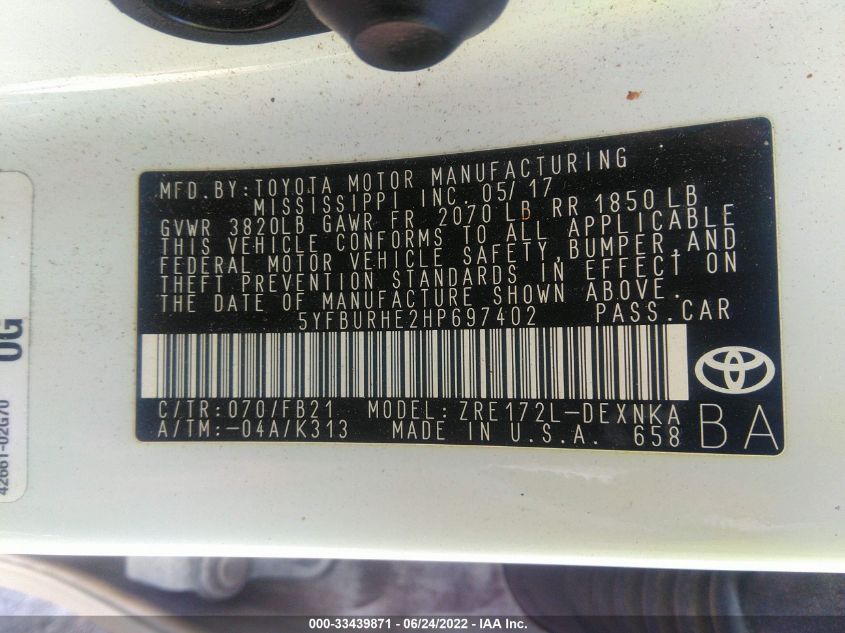 MFD. BY: TOYOTA MOTOR MANUFACTURING
MISSISSIPPI INC. 05/17
GVWR 3820LB GAWR FR 2070 LB RR 1850 LB
THIS VEHICLE CONFORMS TO ALL APPLICABLE
FEDERAL MOTOR VEHICLE SAFETY, BUMPER, AND
THEFT PREVENTION STANDARDS IN EFFECT ON
THE DATE OF MANUFACTURE SHOWN ABOVE.
5YFBURHE2HP697402 PASS. CAR
C/TR: 070/FB21 MODEL: ZRE172L-DEXNKA
A/TM: -04A/K313 MADE IN U.S.A. 658
BA
0G
42661-02G70
000-33439871 - 06/24/2022 - IAA Inc.